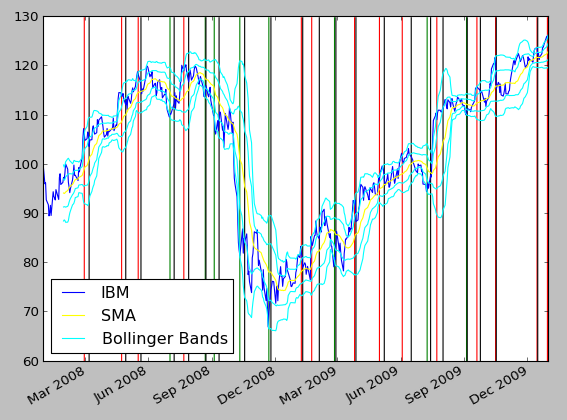 130
120
110
100
90
80
70
60
IBM
SMA
Bollinger Bands
Mar 2008
Jun 2008
Sep 2008
Dec 2008
Mar 2009
Jun 2009
Sep 2009
Dec 2009